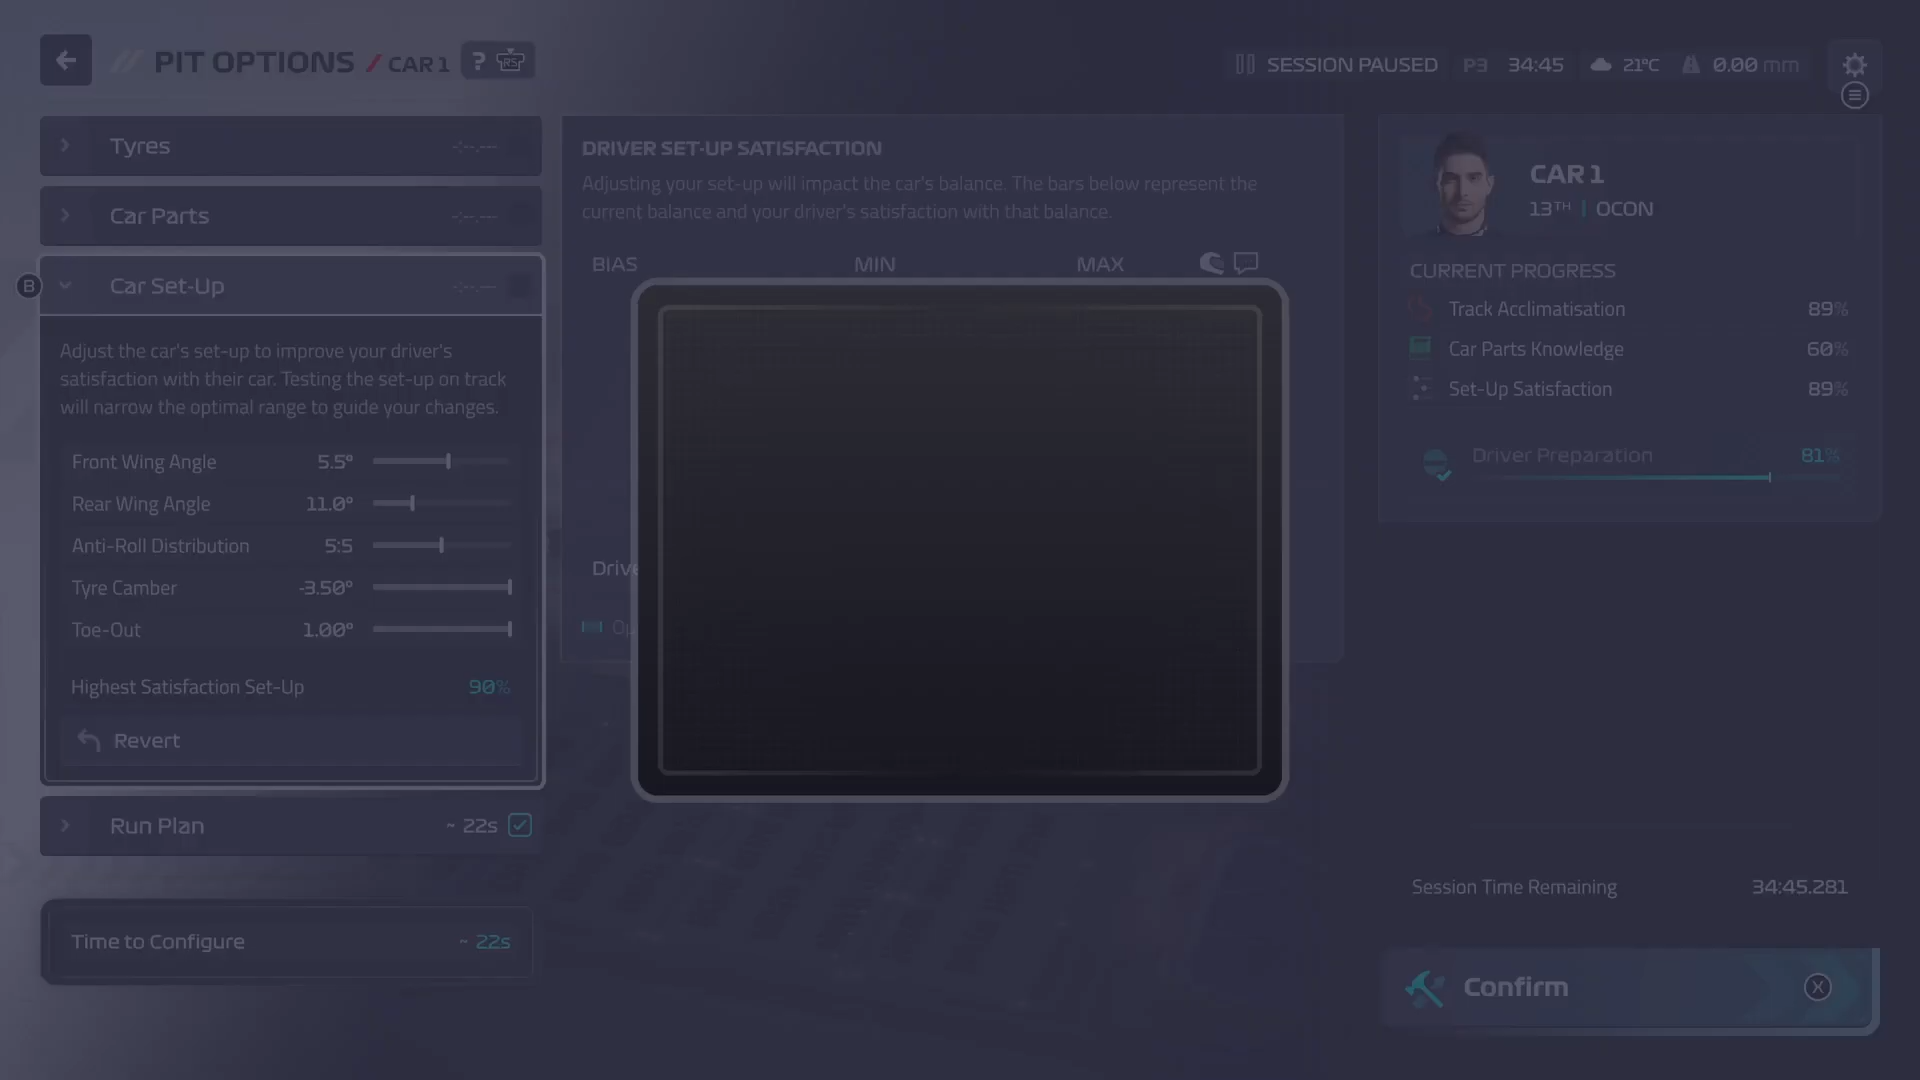 PIT OPTIONS / CAR 1 ? RS
SESSION PAUSED P3 34:45 21°C 0.00 mm
Tyres -:--.---
Car Parts -:--.---
B Car Set-Up -:--.---
Adjust the car's set-up to improve your driver's
satisfaction with their car. Testing the set-up on track
will narrow the optimal range to guide your changes.
Front Wing Angle 5.5°
Rear Wing Angle 11.0°
Anti-Roll Distribution 5:5
Tyre Camber -3.50°
Toe-Out 1.00°
Highest Satisfaction Set-Up 90%
Revert
Run Plan ~ 22s
Time to Configure ~ 22s
DRIVER SET-UP SATISFACTION
Adjusting your set-up will impact the car's balance. The bars below represent the
current balance and your driver's satisfaction with that balance.
BIAS MIN MAX
CAR 1
13TH | OCON
CURRENT PROGRESS
Track Acclimatisation 89%
Car Parts Knowledge 60%
Set-Up Satisfaction 89%
Driver Preparation 81%
Session Time Remaining 34:45.281
Confirm X